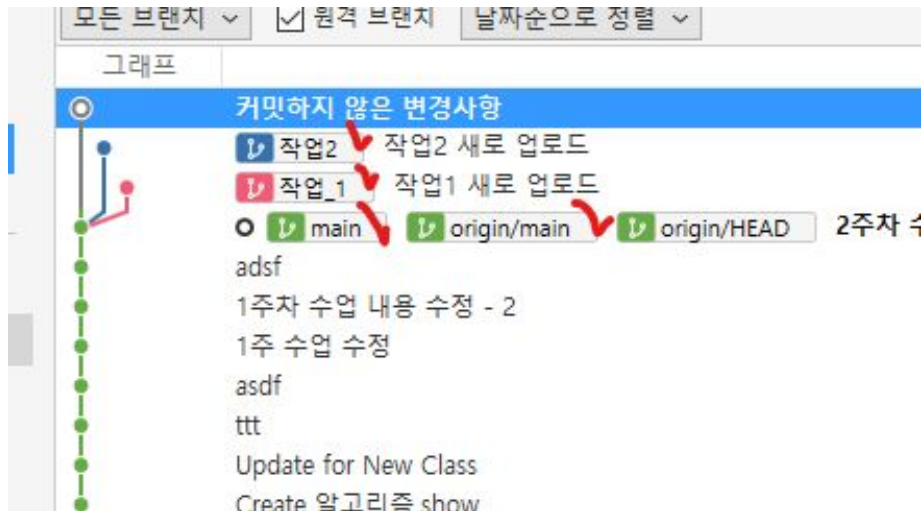 모든 브랜치 원격 브랜치 날짜순으로 정렬
그래프
커밋하지 않은 변경사항
작업2 작업2 새로 업로드
작업_1 작업1 새로 업로드
main origin/main origin/HEAD 2주차
adsf
1주차 수업 내용 수정 - 2
1주 수업 수정
asdf
ttt
Update for New Class
Create 알고리즘 show